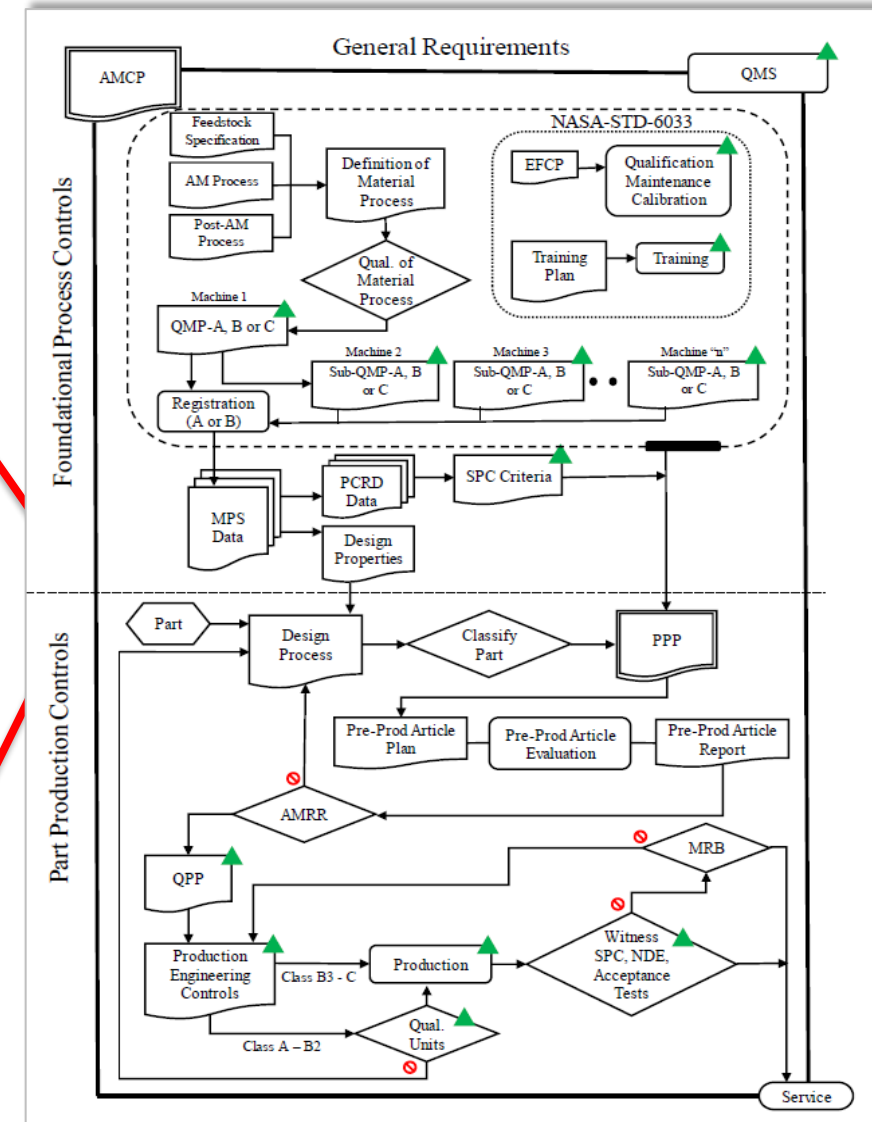 General Requirements
AMCP
QMS
Foundational Process Controls
NASA-STD-6033
Feedstock
Specification
AM Process
Post-AM
Process
Definition of
Material
Process
EFCP
Qualification
Maintenance
Calibration
Qual. of
Material
Process
Training
Plan
Training
Machine 1
QMP-A, B or C
Machine 2
Sub-QMP-A, B
or C
Machine 3
Sub-QMP-A, B
or C
Machine “n”
Sub-QMP-A, B
or C
Registration
(A or B)
MPS
Data
PCRD
Data
SPC Criteria
Design
Properties
Part Production Controls
Part
Design
Process
Classify
Part
PPP
Pre-Prod Article
Plan
Pre-Prod Article
Evaluation
Pre-Prod Article
Report
AMRR
MRB
QPP
Production
Engineering
Controls
Class B3 - C
Production
Witness
SPC, NDE,
Acceptance
Tests
Class A – B2
Qual.
Units
Service